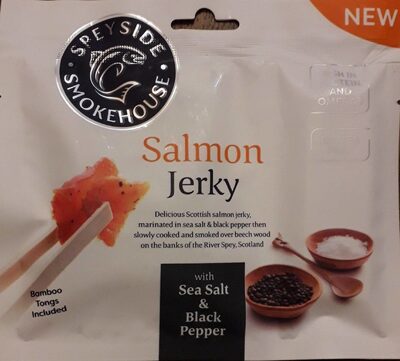 NEW
SPEYSIDE
SMOKEHOUSE
AND
Salmon
Jerky
Delicious Scottish salmon jerky,
marinated in sea salt & black pepper then
slowly cooked and smoked over beech wood
on the banks of the River Spey, Scotland
Bamboo
Tongs
Included
with
Sea Salt
&
Black
Pepper